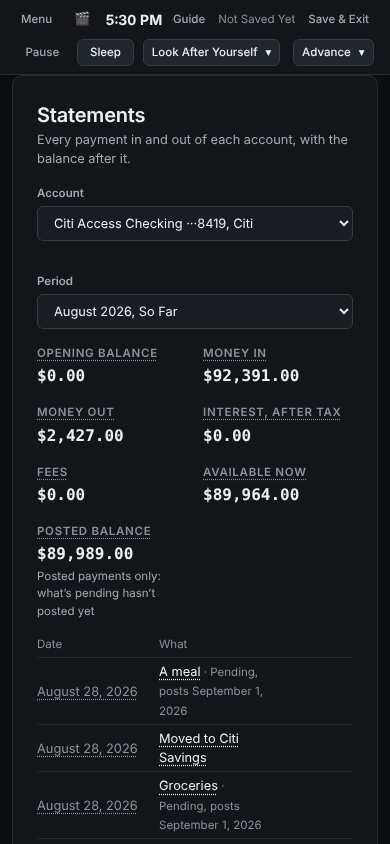 Menu 🎬 5:30 PM Guide Not Saved Yet Save & Exit
Pause Sleep Look After Yourself ▾ Advance ▾
Statements
Every payment in and out of each account, with the
balance after it.
Account
Citi Access Checking ···8419, Citi
Period
August 2026, So Far
OPENING BALANCE MONEY IN
$0.00 $92,391.00
MONEY OUT INTEREST, AFTER TAX
$2,427.00 $0.00
FEES AVAILABLE NOW
$0.00 $89,964.00
POSTED BALANCE
$89,989.00
Posted payments only:
what's pending hasn't
posted yet
Date What
A meal · Pending,
August 28, 2026 posts September 1,
2026
August 28, 2026 Moved to Citi
Savings
Groceries ·
August 28, 2026 Pending, posts
September 1, 2026